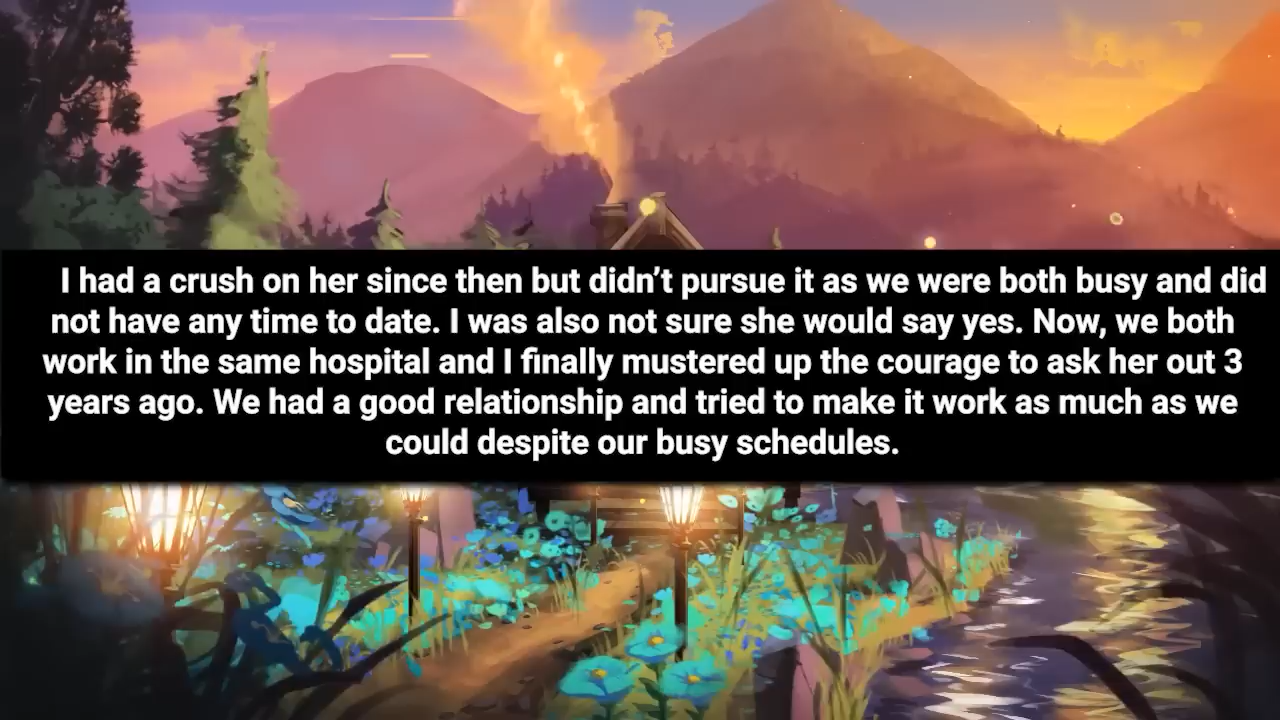 I had a crush on her since then but didn’t pursue it as we were both busy and did
not have any time to date. I was also not sure she would say yes. Now, we both
work in the same hospital and I finally mustered up the courage to ask her out 3
years ago. We had a good relationship and tried to make it work as much as we
could despite our busy schedules.